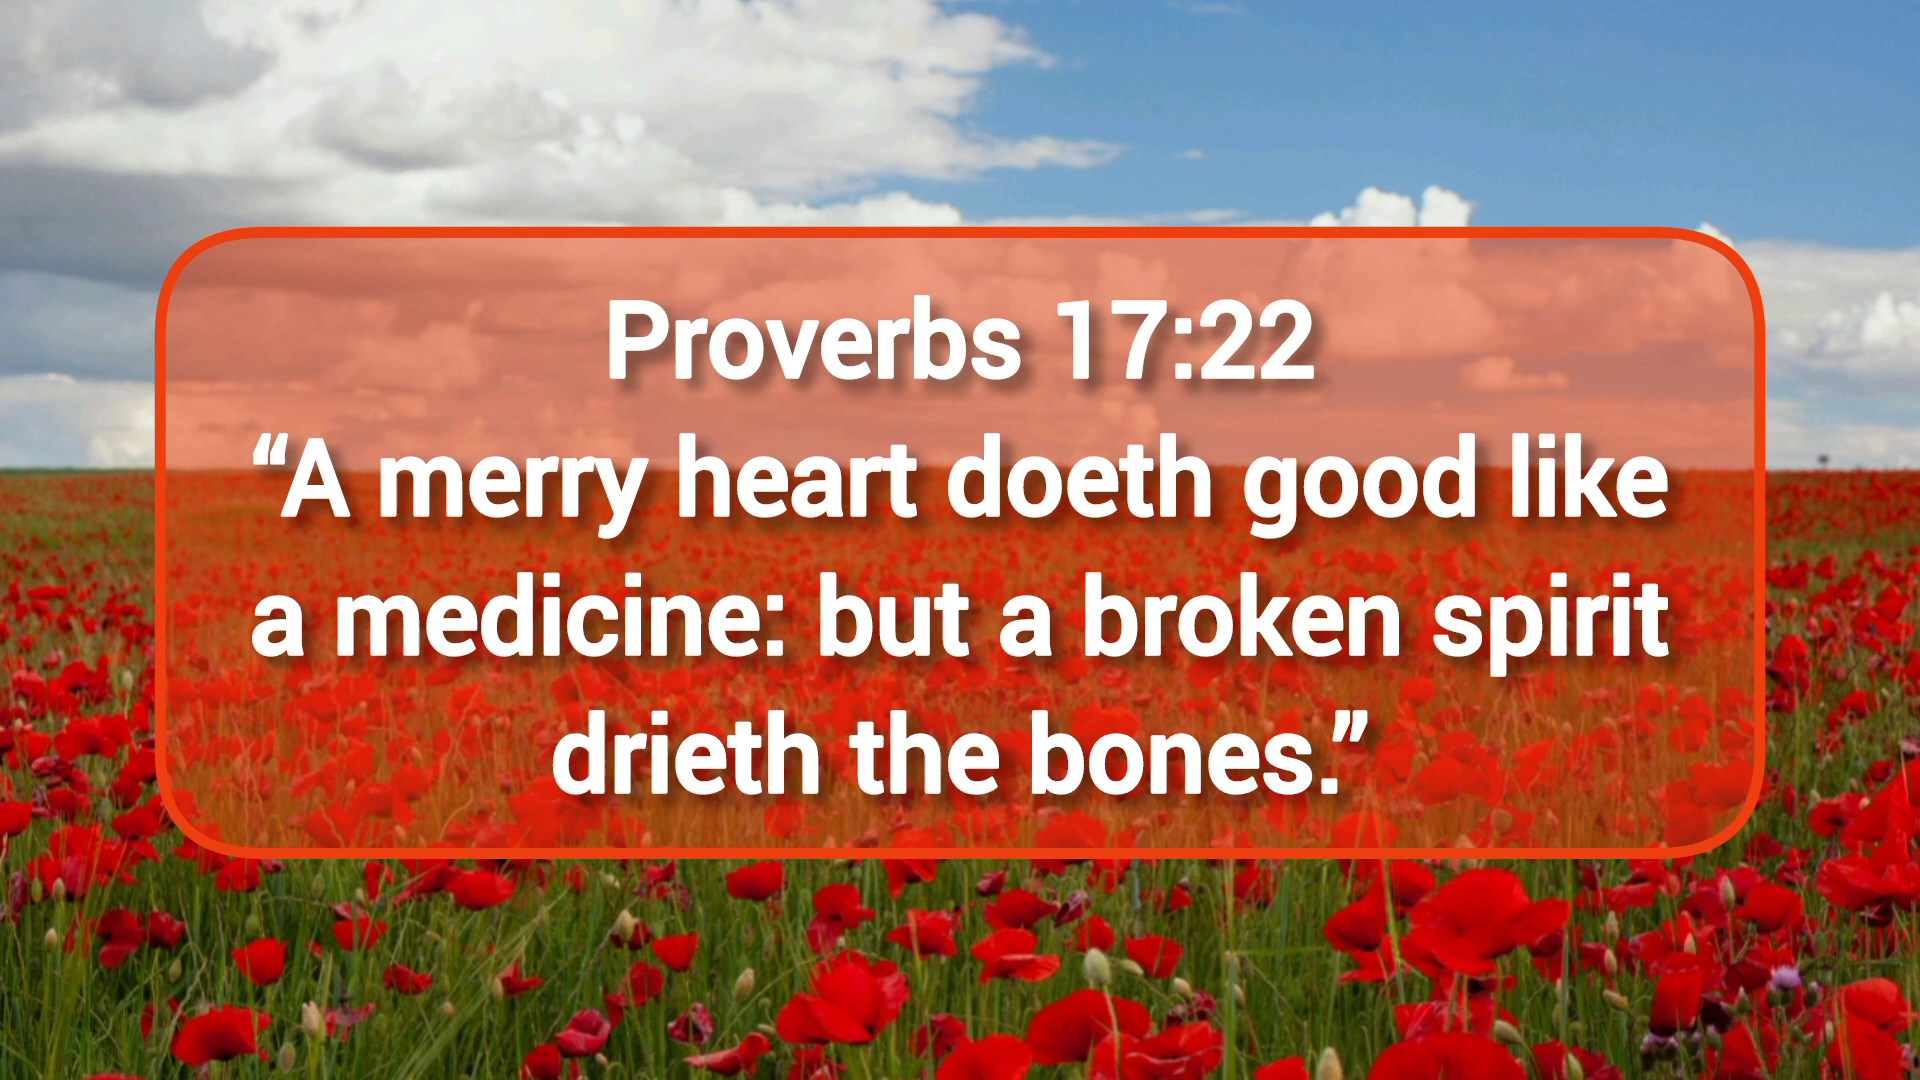 Proverbs 17:22
“A merry heart doeth good like
a medicine: but a broken spirit
drieth the bones.”